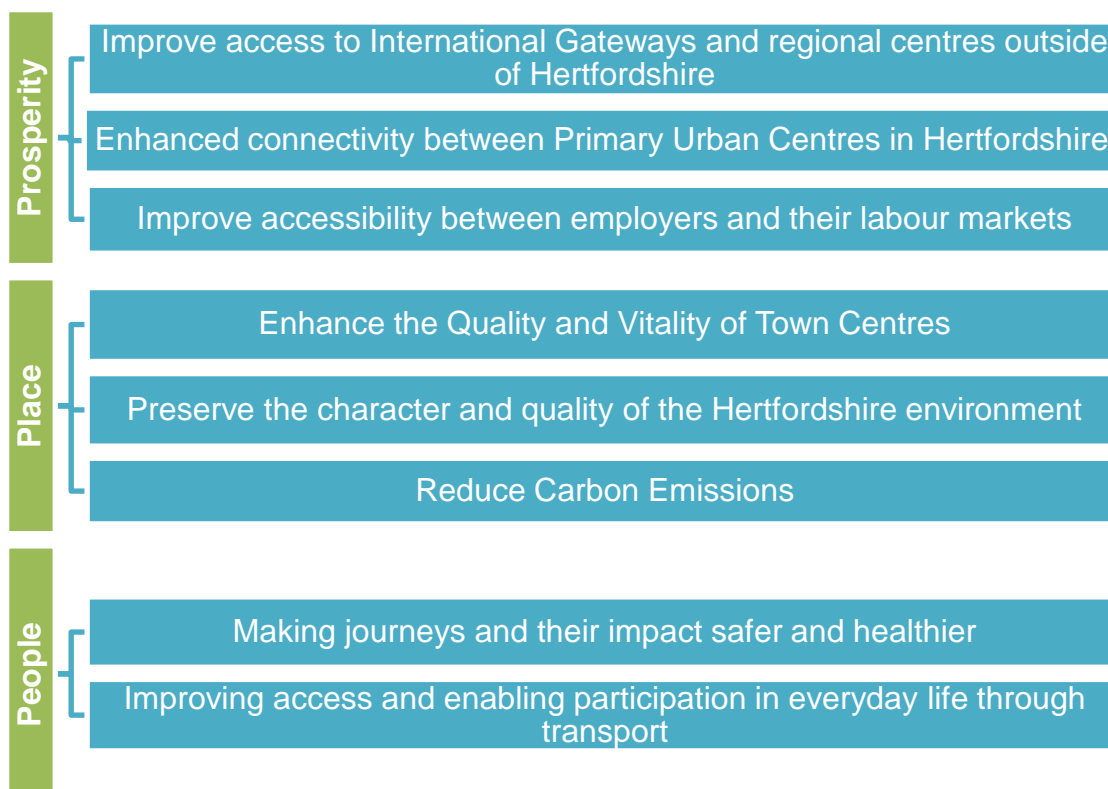 Prosperity
Improve access to International Gateways and regional centres outside
of Hertfordshire
Enhanced connectivity between Primary Urban Centres in Hertfordshire
Improve accessibility between employers and their labour markets
Place
Enhance the Quality and Vitality of Town Centres
Preserve the character and quality of the Hertfordshire environment
Reduce Carbon Emissions
People
Making journeys and their impact safer and healthier
Improving access and enabling participation in everyday life through
transport